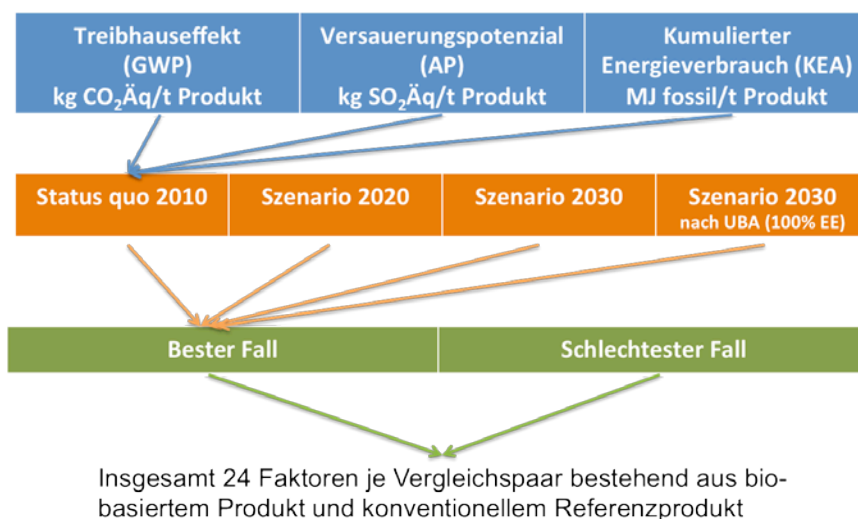 Treibhauseffekt
(GWP)
kg CO₂Äq/t Produkt
Versauerungspotenzial
(AP)
kg SO₂Äq/t Produkt
Kumulierter
Energieverbrauch (KEA)
MJ fossil/t Produkt
Status quo 2010
Szenario 2020
Szenario 2030
Szenario 2030
nach UBA (100% EE)
Bester Fall
Schlechtester Fall
Insgesamt 24 Faktoren je Vergleichspaar bestehend aus bio-
basiertem Produkt und konventionellem Referenzprodukt